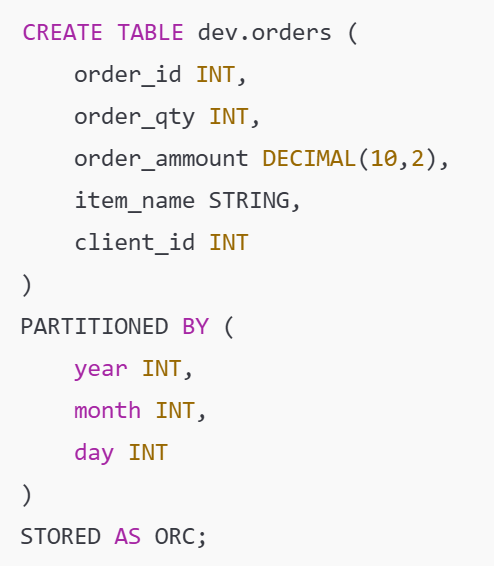 CREATE TABLE dev.orders (
    order_id INT,
    order_qty INT,
    order_ammount DECIMAL(10,2),
    item_name STRING,
    client_id INT
)
PARTITIONED BY (
    year INT,
    month INT,
    day INT
)
STORED AS ORC;